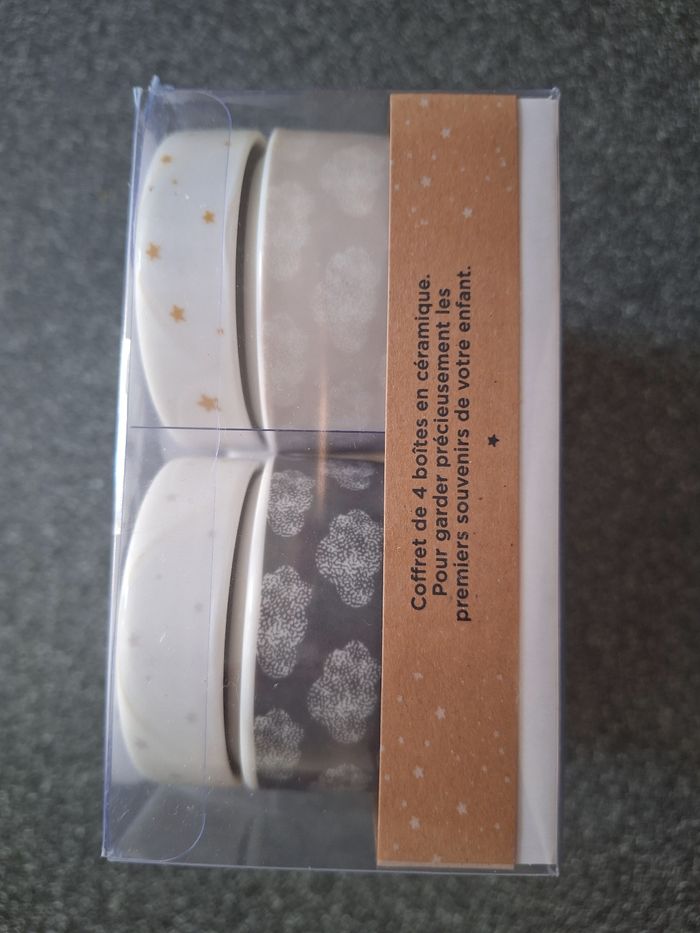 Coffret de 4 boîtes en céramique.
Pour garder précieusement les
premiers souvenirs de votre enfant.